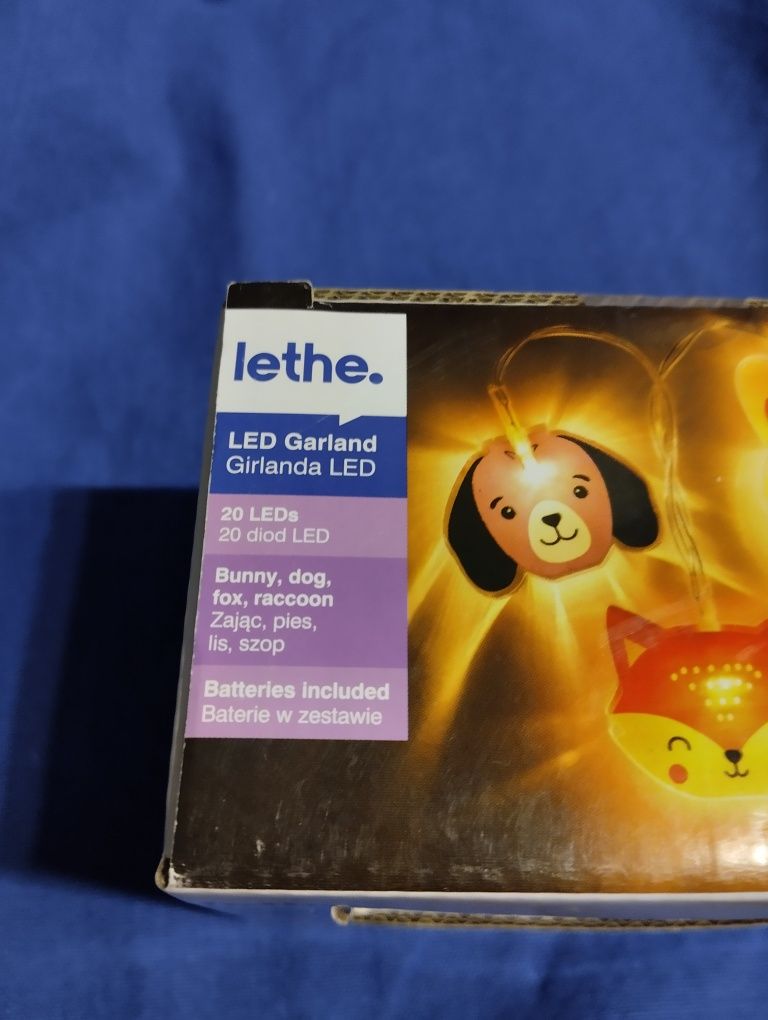 lethe.
LED Garland
Girlanda LED
20 LEDs
20 diod LED
Bunny, dog,
fox, raccoon
Zając, pies,
lis, szop
Batteries included
Baterie w zestawie